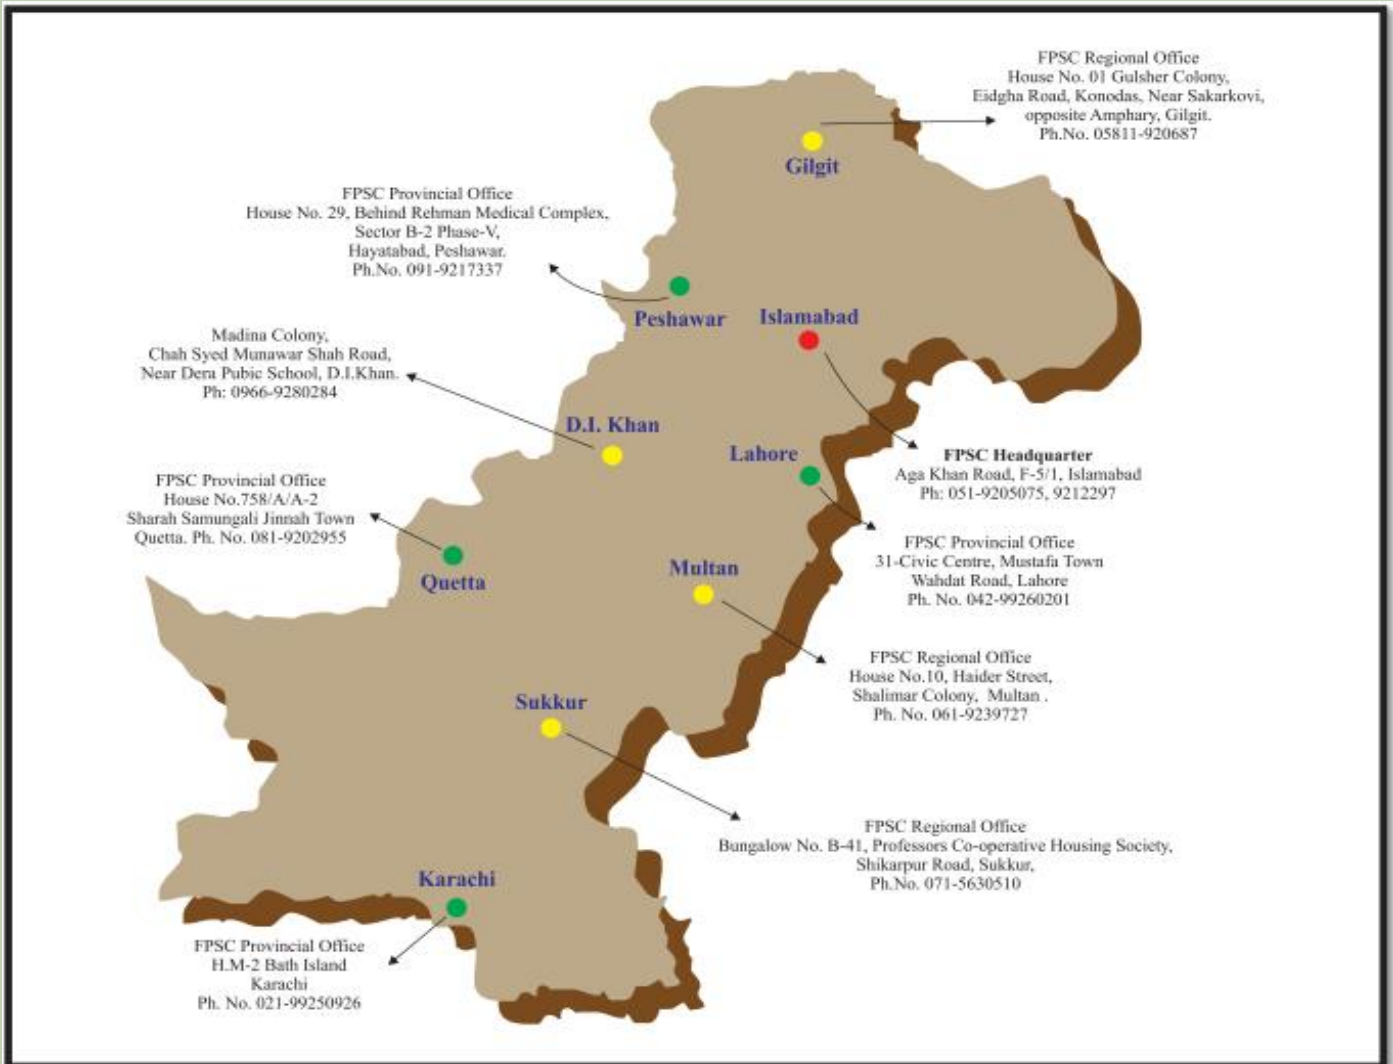 FPSC Regional Office
House No. 01 Gulsher Colony,
Eidgha Road, Konodas, Near Sakarkovi,
opposite Amphary, Gilgit.
Ph.No. 05811-920687
Gilgit
FPSC Provincial Office
House No. 29, Behind Rehman Medical Complex,
Sector B-2 Phase-V,
Hayatabad, Peshawar.
Ph.No. 091-9217337
Peshawar
Islamabad
Madina Colony,
Chah Syed Munawar Shah Road,
Near Dera Pubic School, D.I.Khan.
Ph: 0966-9280284
D.I. Khan
Lahore
FPSC Headquarter
Aga Khan Road, F-5/1, Islamabad
Ph: 051-9205075, 9212297
FPSC Provincial Office
House No.758/A/A-2
Sharah Samungali Jinnah Town
Quetta. Ph. No. 081-9202955
Quetta
FPSC Provincial Office
31-Civic Centre, Mustafa Town
Wahdat Road, Lahore
Ph. No. 042-99260201
Multan
FPSC Regional Office
House No.10, Haider Street,
Shalimar Colony, Multan .
Ph. No. 061-9239727
Sukkur
FPSC Regional Office
Bungalow No. B-41, Professors Co-operative Housing Society,
Shikarpur Road, Sukkur,
Ph.No. 071-5630510
Karachi
FPSC Provincial Office
H.M-2 Bath Island
Karachi
Ph. No. 021-99250926